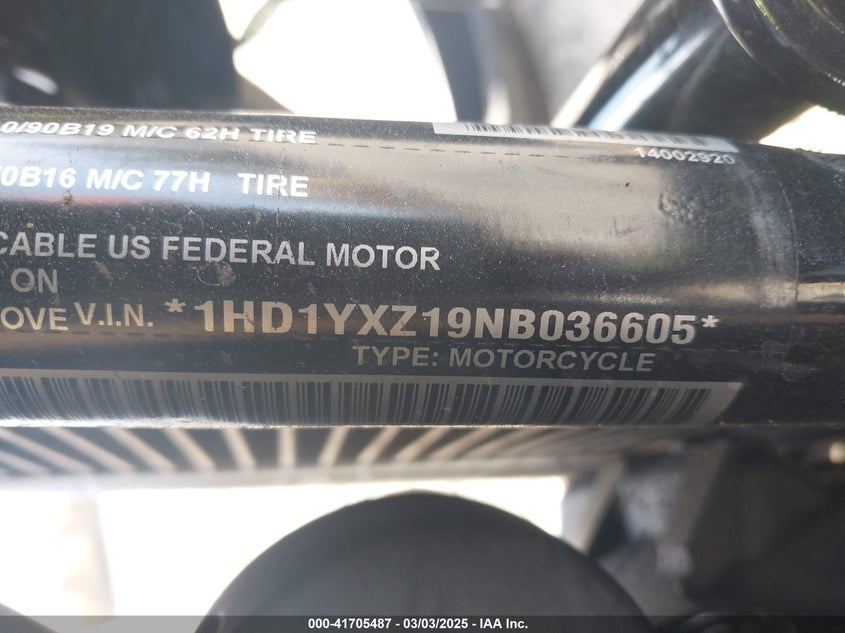 0/90B19 M/C 62H TIRE
14002920
70B16 M/C 77H TIRE
CABLE US FEDERAL MOTOR
ON
OVE V.I.N. *1HD1YXZ19NB036605*
TYPE: MOTORCYCLE
000-41705487 | 03/03/2025 — IAA Inc.